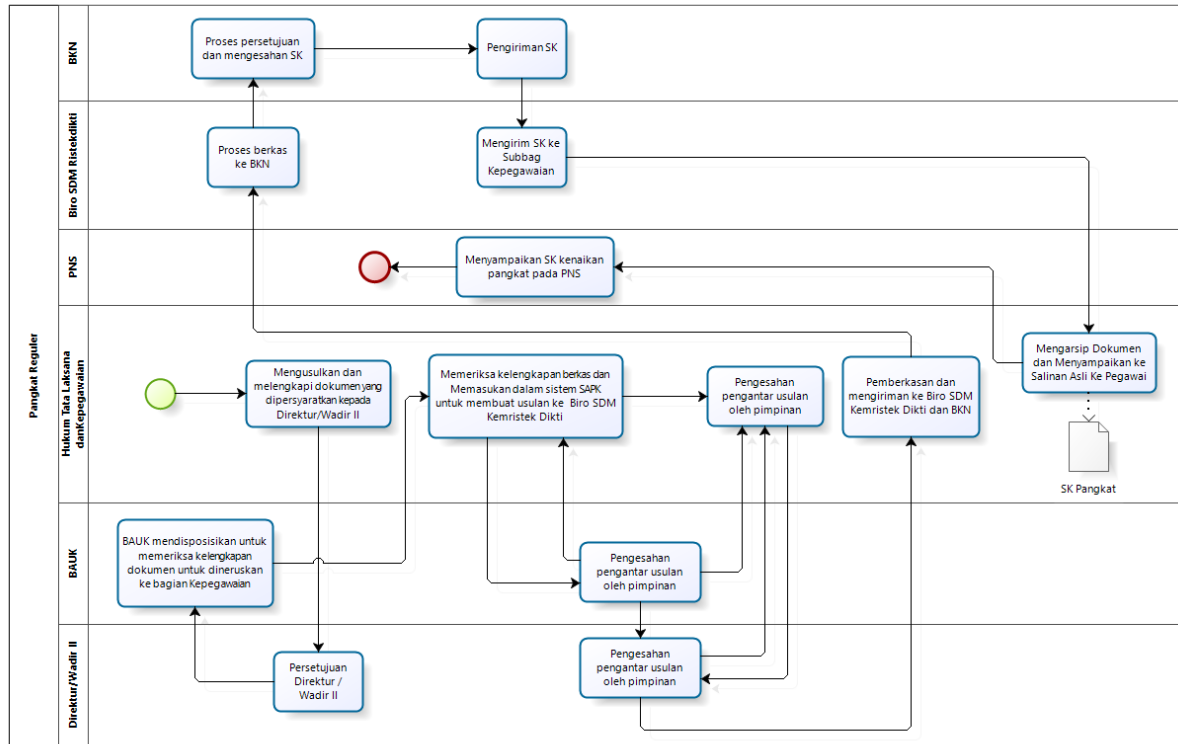 Pangkat Reguler
BKN
Proses persetujuan
dan mengesahan SK
Pengiriman SK
Biro SDM Ristekdikti
Proses berkas
ke BKN
Mengirim SK ke
Subbag
Kepegawaian
PNS
Menyampaikan SK kenaikan
pangkat pada PNS
Hukum Tata Laksana
danKepegawaian
Mengusulkan dan
melengkapi dokumen yang
dipersyaratkan kepada
Direktur/Wadir II
Memeriksa kelengkapan berkas dan
Memasukan dalam sistem SAPK
untuk membuat usulan ke Biro SDM
Kemristek Dikti
Pengesahan
pengantar usulan
oleh pimpinan
Pemberkasan dan
mengiriman ke Biro SDM
Kemristek Dikti dan BKN
Mengarsip Dokumen
dan Menyampaikan ke
Salinan Asli Ke Pegawai
SK Pangkat
BAUK
BAUK mendisposisikan untuk
memeriksa kelengkapan
dokumen untuk dineruskan
ke bagian Kepegawaian
Pengesahan
pengantar usulan
oleh pimpinan
Direktur/Wadir II
Persetujuan
Direktur /
Wadir II
Pengesahan
pengantar usulan
oleh pimpinan